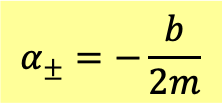 α± = − b/2m